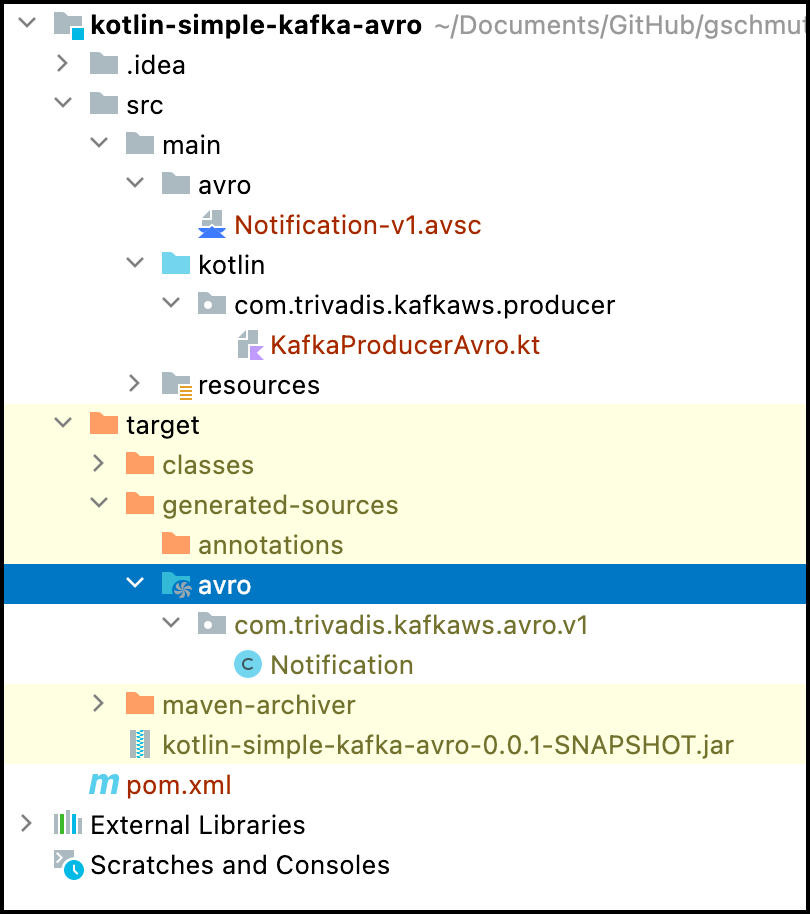 kotlin-simple-kafka-avro ~/Documents/GitHub/gschmut
.idea
src
main
avro
Notification-v1.avsc
kotlin
com.trivadis.kafkaws.producer
KafkaProducerAvro.kt
resources
target
classes
generated-sources
annotations
avro
com.trivadis.kafkaws.avro.v1
C Notification
maven-archiver
kotlin-simple-kafka-avro-0.0.1-SNAPSHOT.jar
m pom.xml
External Libraries
Scratches and Consoles